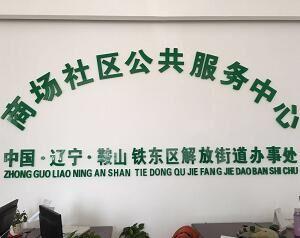 商场社区公共服务中心
中国·辽宁·鞍山 铁东区解放街道办事处
ZHONG GUO LIAO NING AN SHAN TIE DONG QU JIE FANG JIE DAO BAN SHI CHU